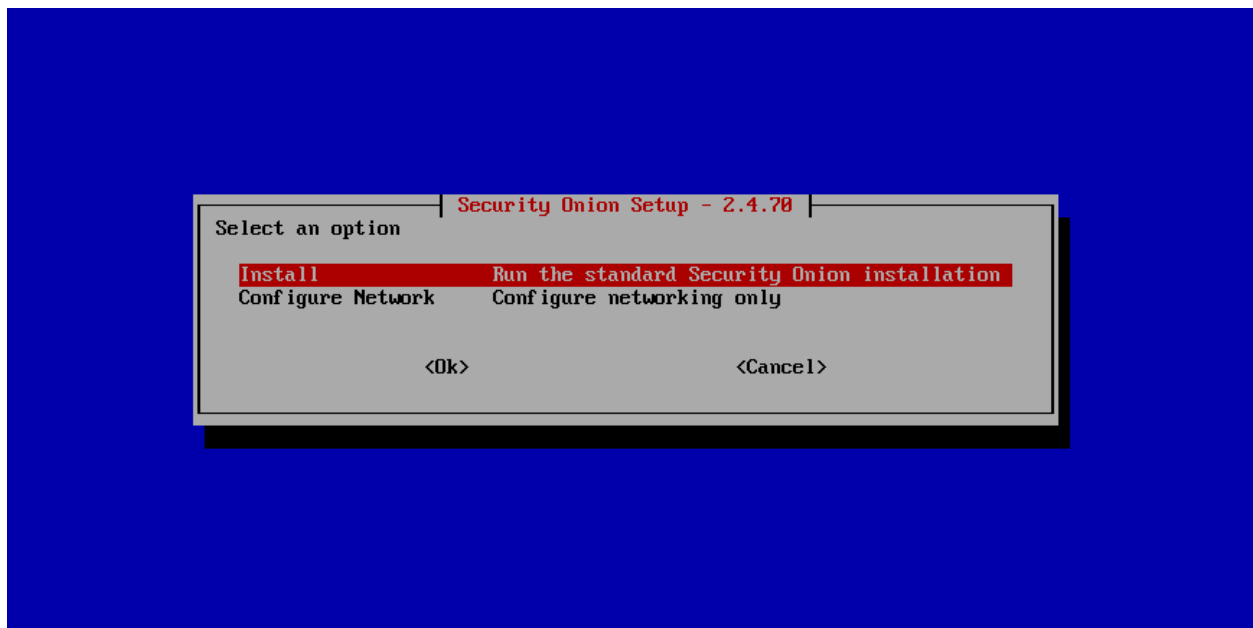 Security Onion Setup - 2.4.70
Select an option
Install Run the standard Security Onion installation
Configure Network Configure networking only
<Ok> <Cancel>